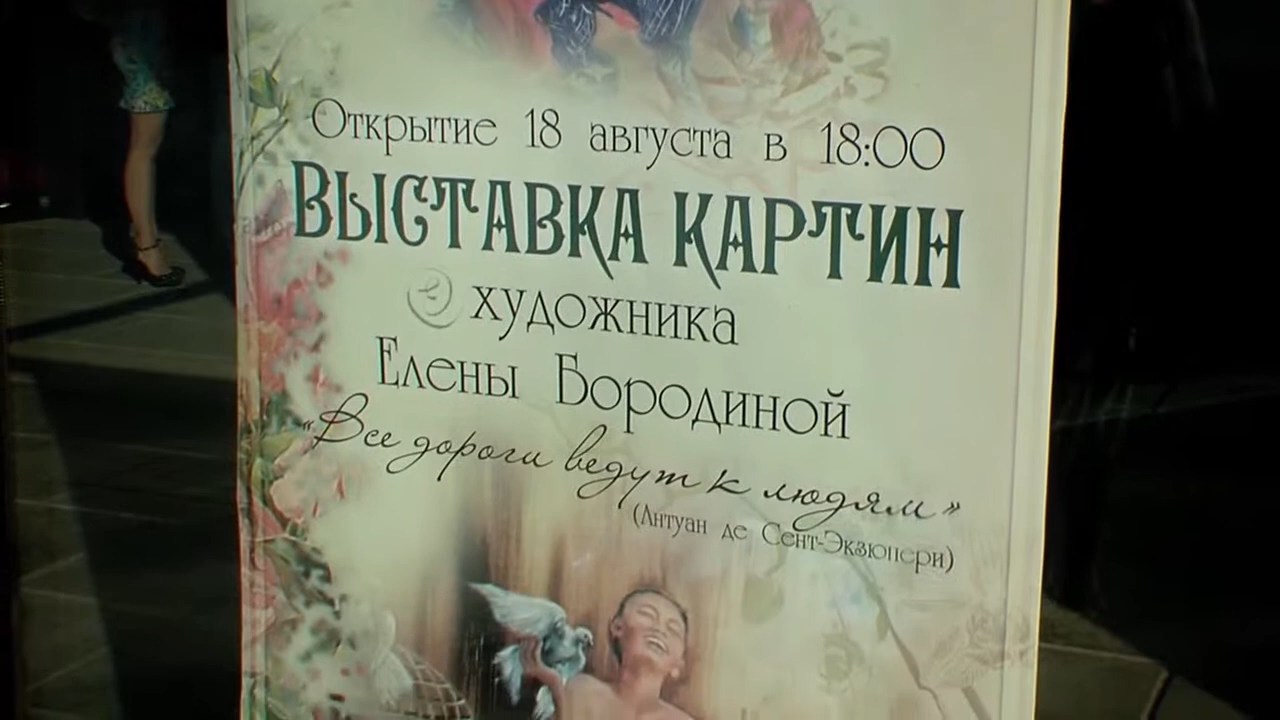 Открытие 18 августа в 18:00
ВЫСТАВКА КАРТИН
художника
Елены Бородиной
«Все дороги ведут к людям»
(Антуан де Сент-Экзюпери)